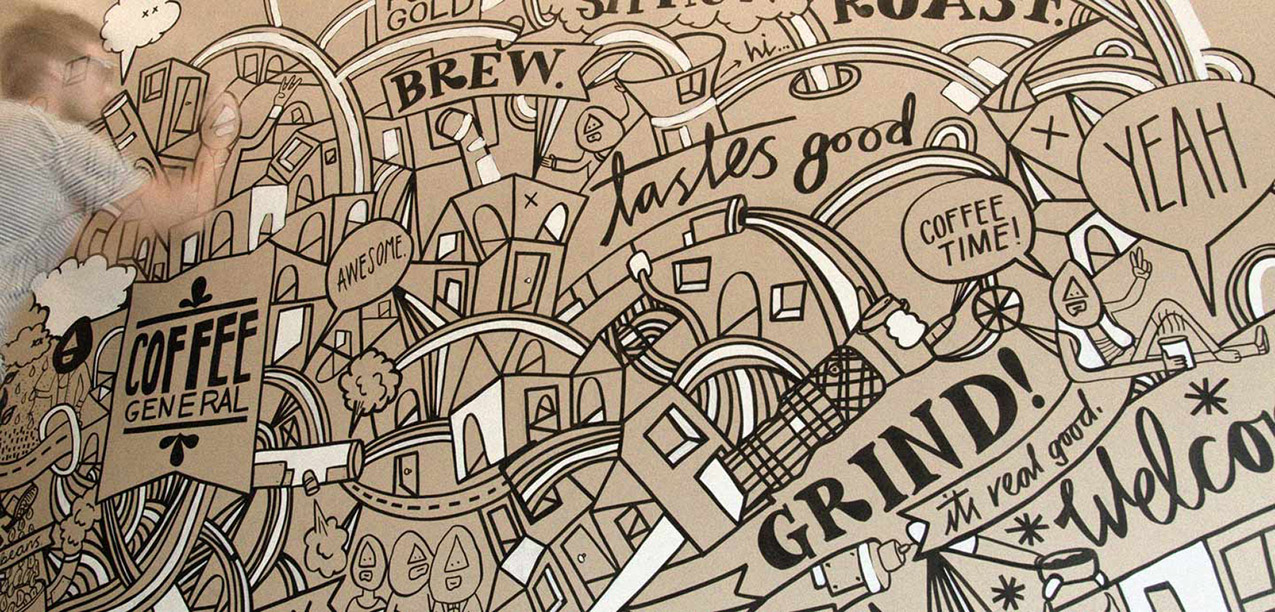 GOLD
ROAST.
BREW.
hi...
tastes good
YEAH
COFFEE
TIME!
AWESOME.
COFFEE
GENERAL
GRIND!
it's real good.
Welco
beans